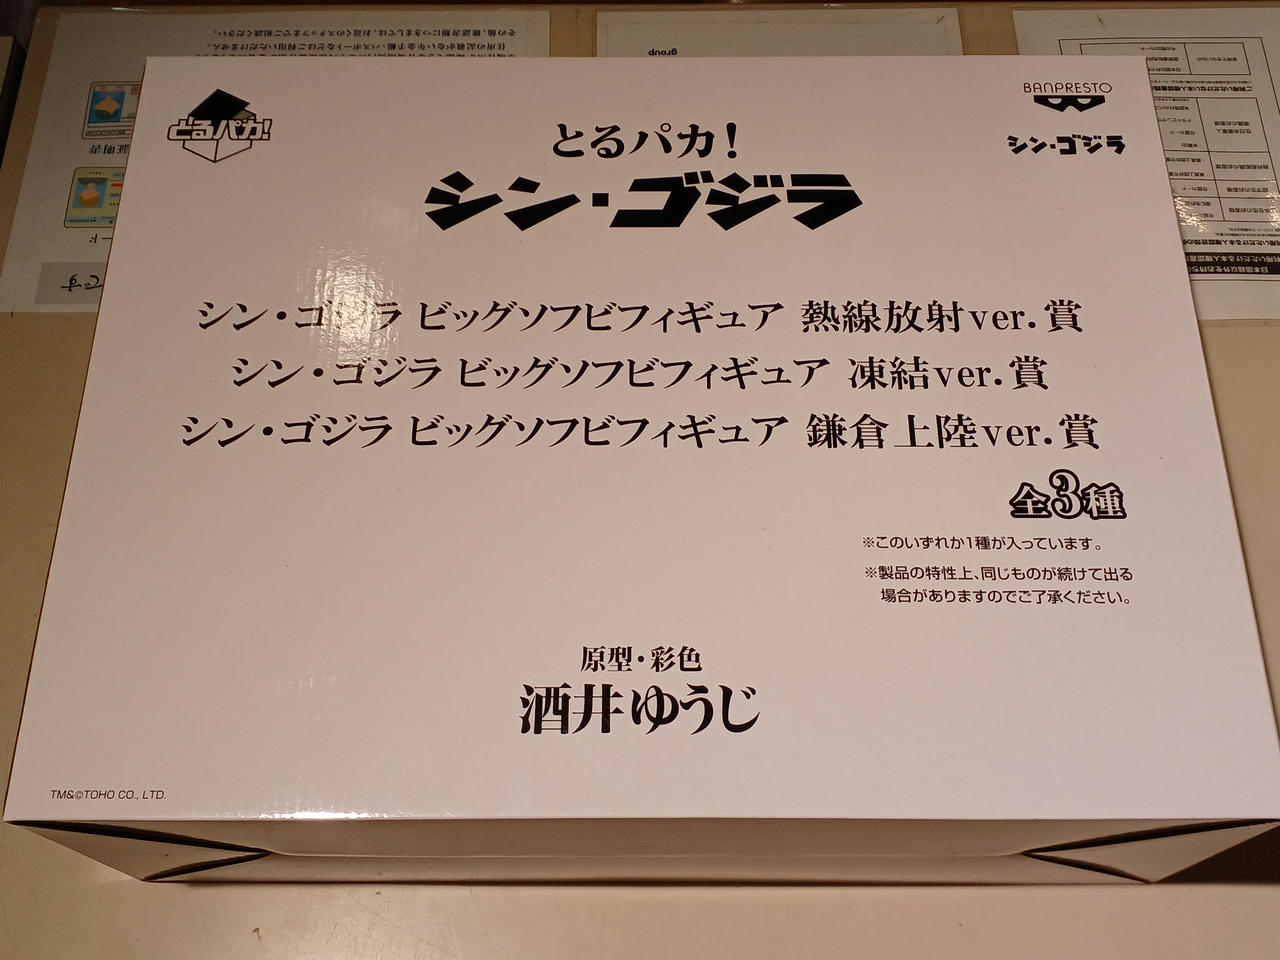 BANPRESTO
とるパカ!
とるパカ!
シン・ゴジラ
シン・ゴジラ
シン・ゴジラ ビッグソフビフィギュア 熱線放射ver.賞
シン・ゴジラ ビッグソフビフィギュア 凍結ver.賞
シン・ゴジラ ビッグソフビフィギュア 鎌倉上陸ver.賞
全3種
※このいずれか1種が入っています。
※製品の特性上、同じものが続けて出る
場合がありますのでご了承ください。
原型・彩色
酒井ゆうじ
TM&©TOHO CO., LTD.
group
証明書
です